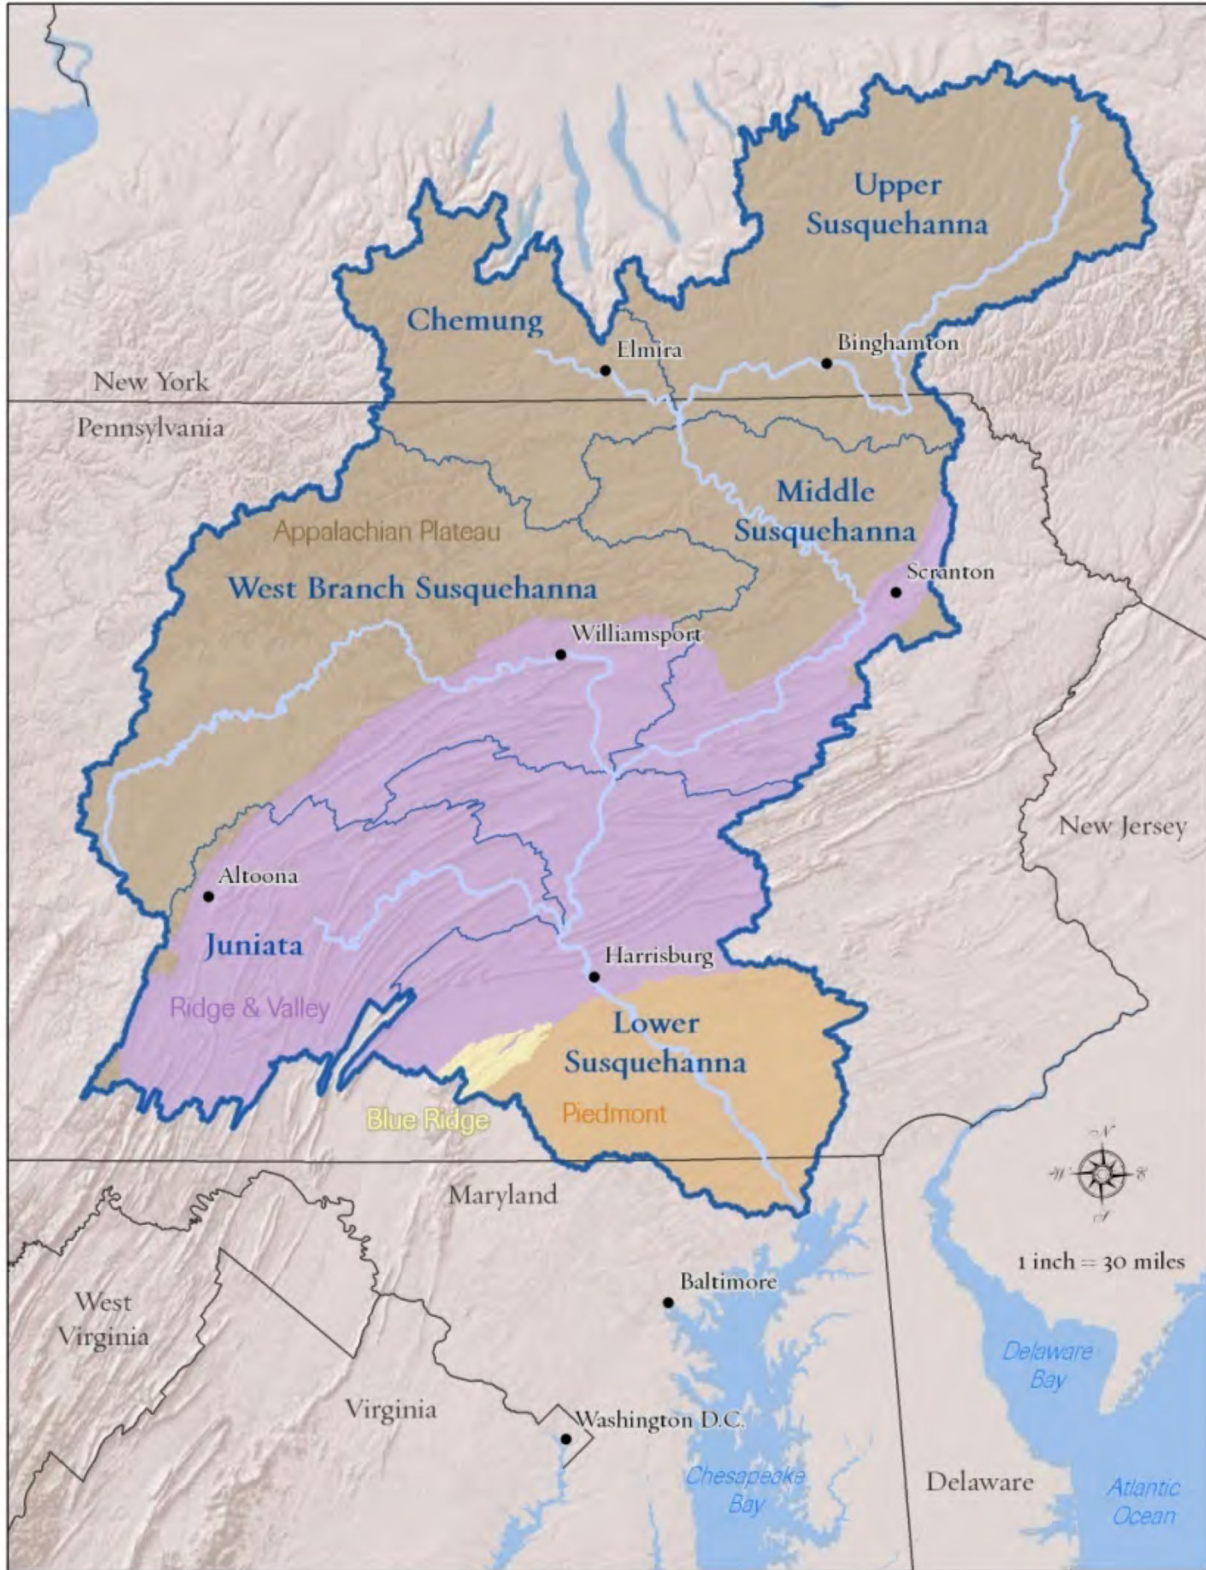 Upper
Susquehanna
Chemung
Elmira
Binghamton
New York
Pennsylvania
Middle
Susquehanna
Appalachian Plateau
Scranton
West Branch Susquehanna
Williamsport
New Jersey
Altoona
Juniata
Harrisburg
Ridge & Valley
Lower
Susquehanna
Blue Ridge
Piedmont
N
W
E
S
Maryland
1 inch = 30 miles
Baltimore
West
Virginia
Delaware
Bay
Virginia
Washington D.C.
Chesapeake
Bay
Delaware
Atlantic
Ocean